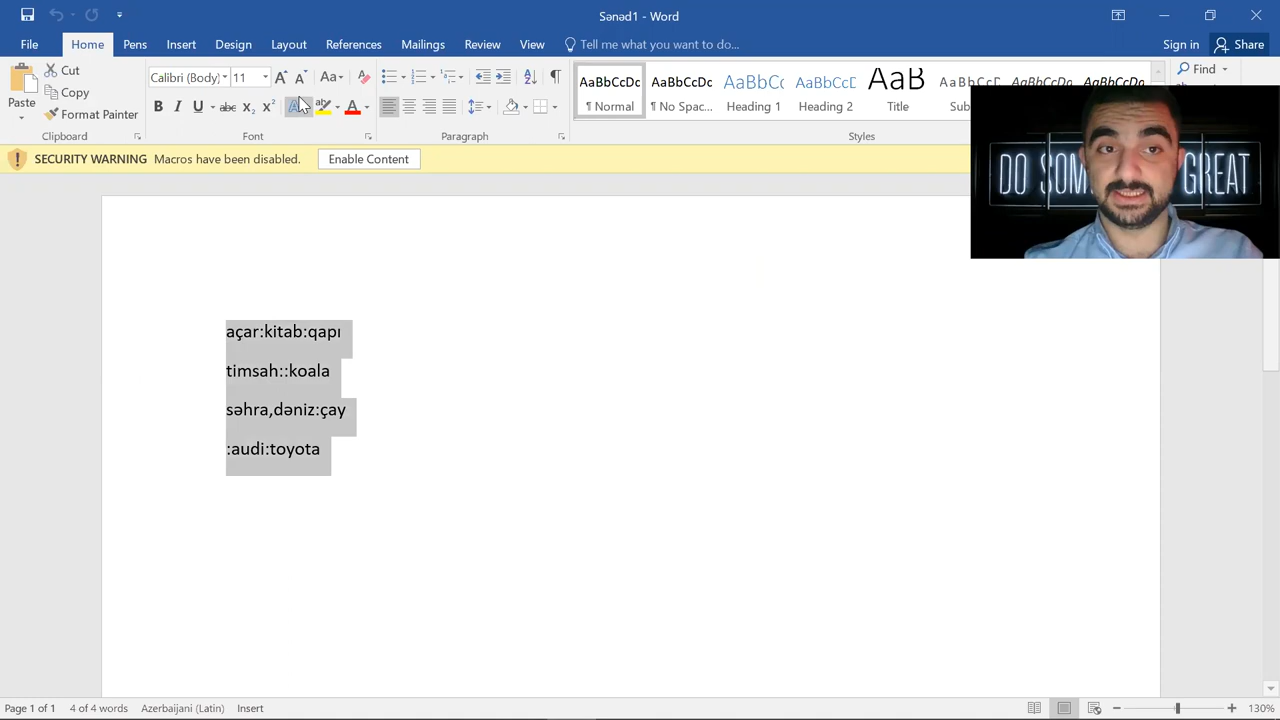 Sənəd1 - Word
File Home Pens Insert Design Layout References Mailings Review View Tell me what you want to do... Sign in Share
Paste
Cut
Copy
Format Painter
Calibri (Body) 11
AaBbCcDc AaBbCcDc AaBbCc AaBbCcD AaB AaBbCcD AaBbCcDc AaBbCcDc
¶ Normal ¶ No Spac... Heading 1 Heading 2 Title
Find
Clipboard Font Paragraph Styles
SECURITY WARNING Macros have been disabled. Enable Content
DO GREAT
açar:kitab:qapı
timsah::koala
səhra,dəniz:çay
:audi:toyota
Page 1 of 1 4 of 4 words Azerbaijani (Latin) Insert 130%